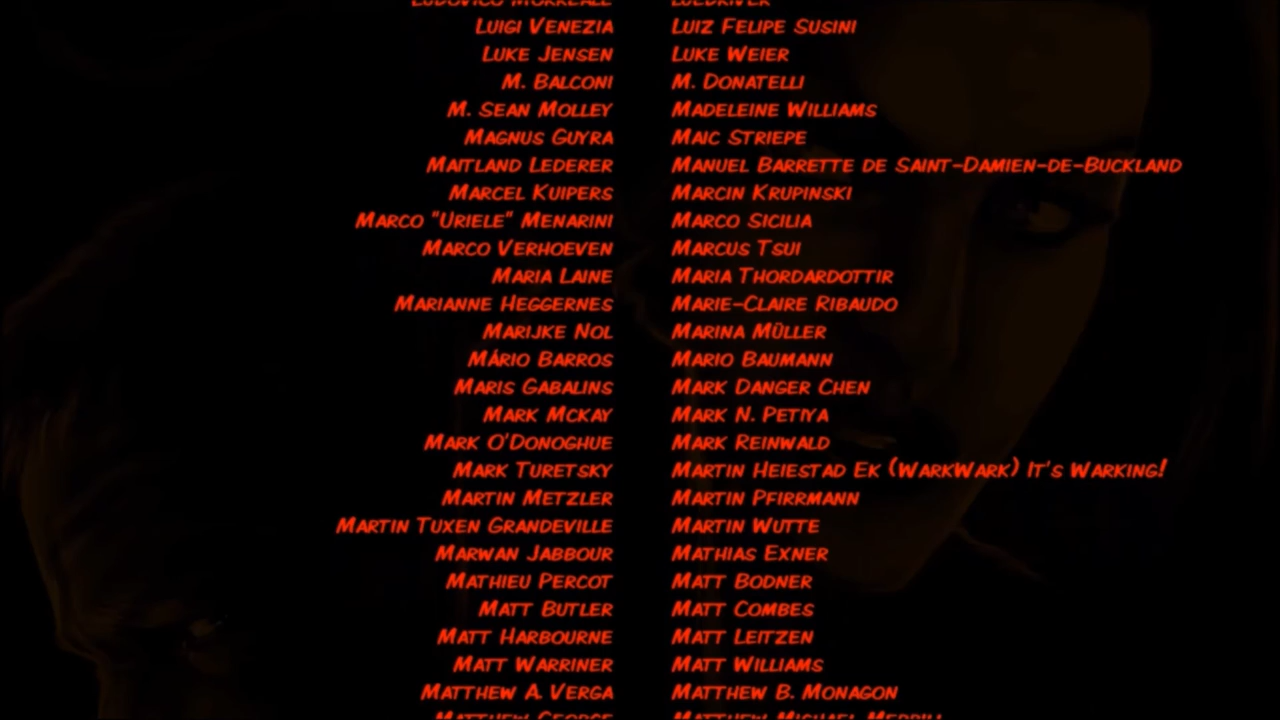 Luigi Venezia Luiz Felipe Susini
Luke Jensen Luke Weier
M. Balconi M. Donatelli
M. Sean Molley Madeleine Williams
Magnus Guyra Maic Striepe
Maitland Lederer Manuel Barrette de Saint-Damien-de-Buckland
Marcel Kuipers Marcin Krupinski
Marco "Uriele" Menarini Marco Sicilia
Marco Verhoeven Marcus Tsui
Maria Laine Maria Thordardottir
Marianne Heggernes Marie-Claire Ribaudo
Marijke Nol Marina Müller
Mário Barros Mario Baumann
Maris Gabalins Mark Danger Chen
Mark Mckay Mark N. Petiya
Mark O'Donoghue Mark Reinwald
Mark Turetsky Martin Heiestad Ek (warkWark) It's warking!
Martin Metzler Martin Pfirrmann
Martin Tuxen Grandeville Martin Wutte
Marwan Jabbour Mathias Exner
Mathieu Percot Matt Bodner
Matt Butler Matt Combes
Matt Harbourne Matt Leitzen
Matt Warriner Matt Williams
Matthew A. Verga Matthew B. Monagon